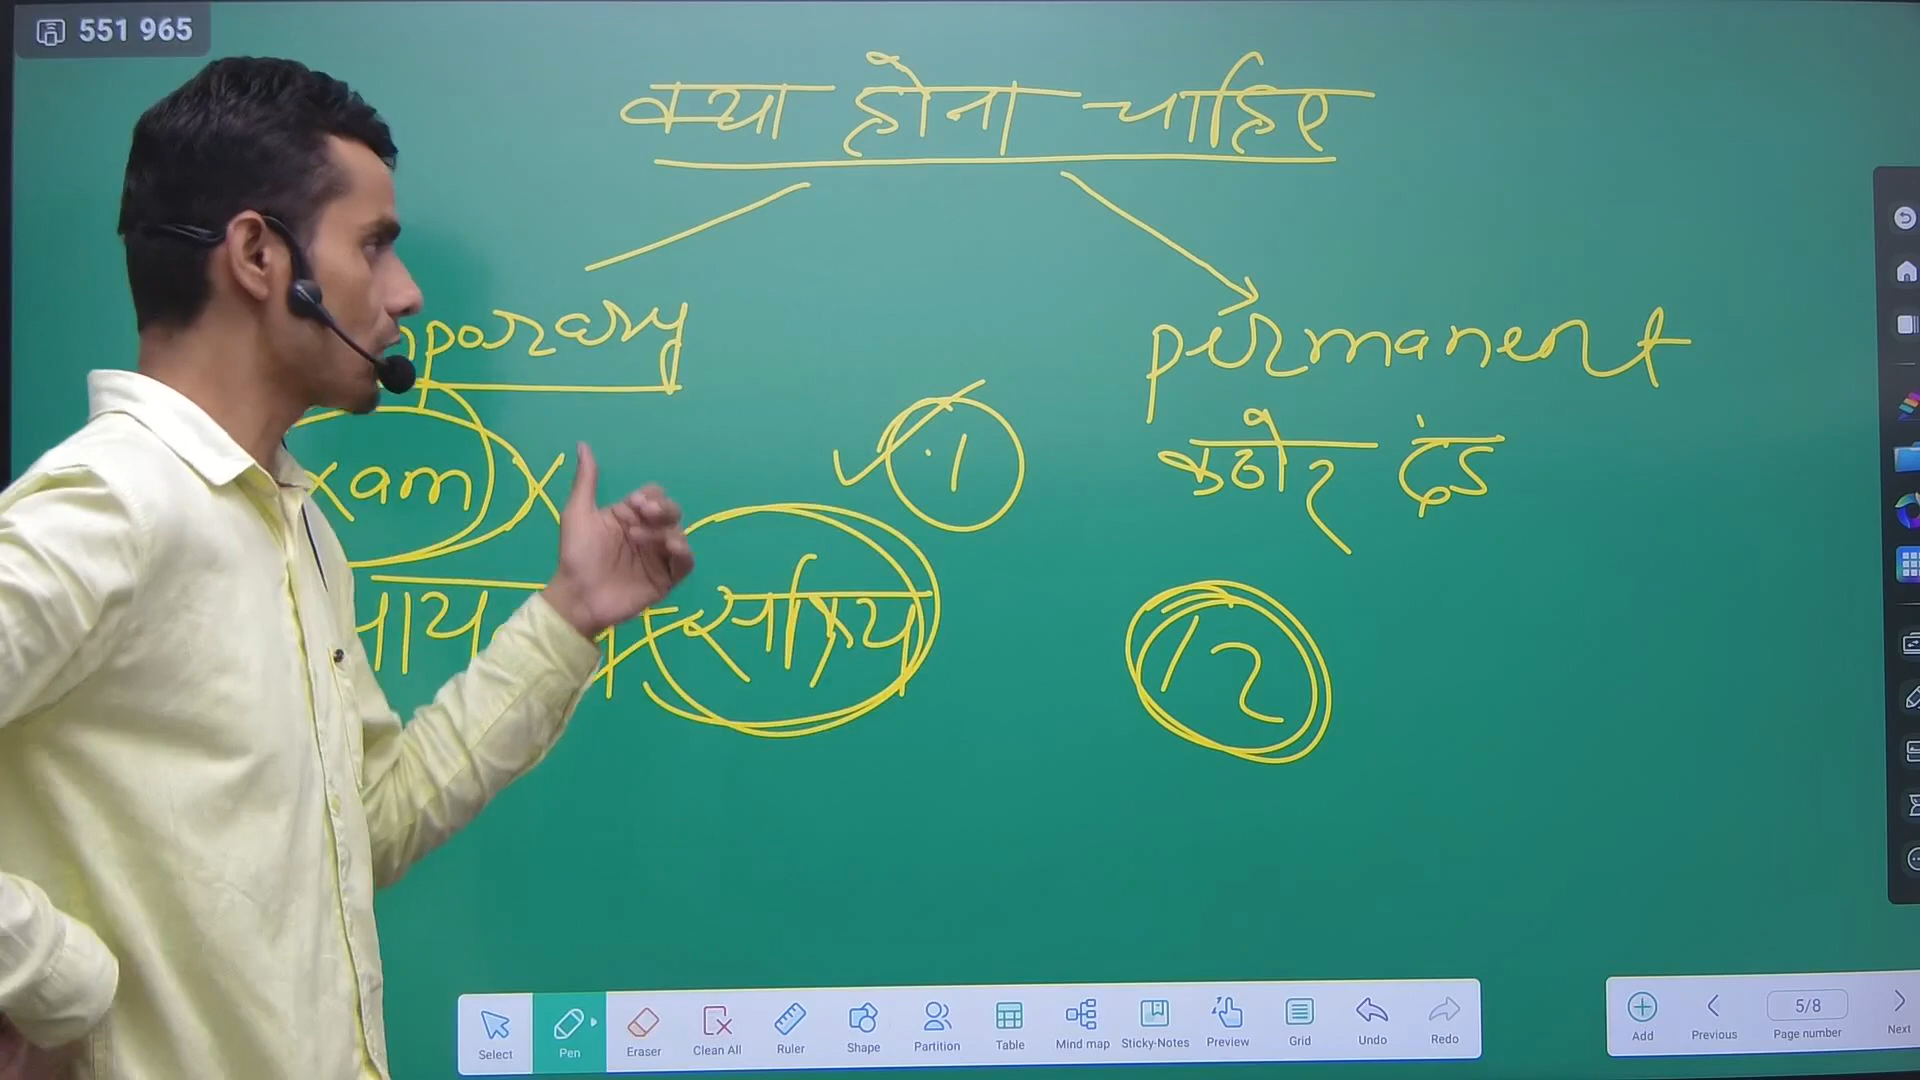 551 965
क्या होना चाहिए
porary
permanent
xam
1
कठोर दंड
सक्रिय
12
Select
Pen
Eraser
Clean All
Ruler
Shape
Partition
Table
Mind map
Sticky-Notes
Preview
Grid
Undo
Redo
Add
Previous
5/8
Page number
Next